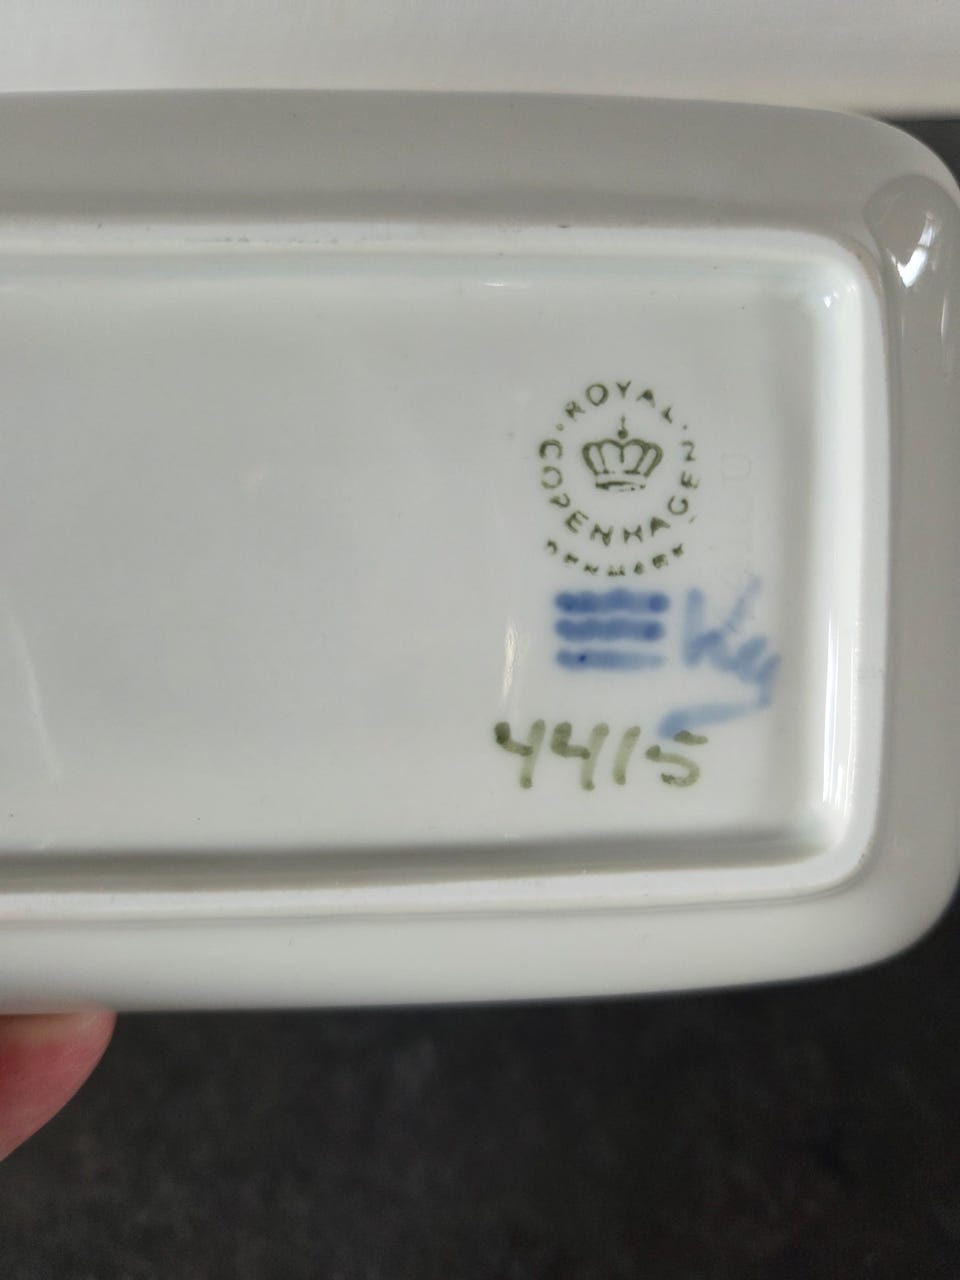 ROYAL
COPENHAGEN
DENMARK
4415